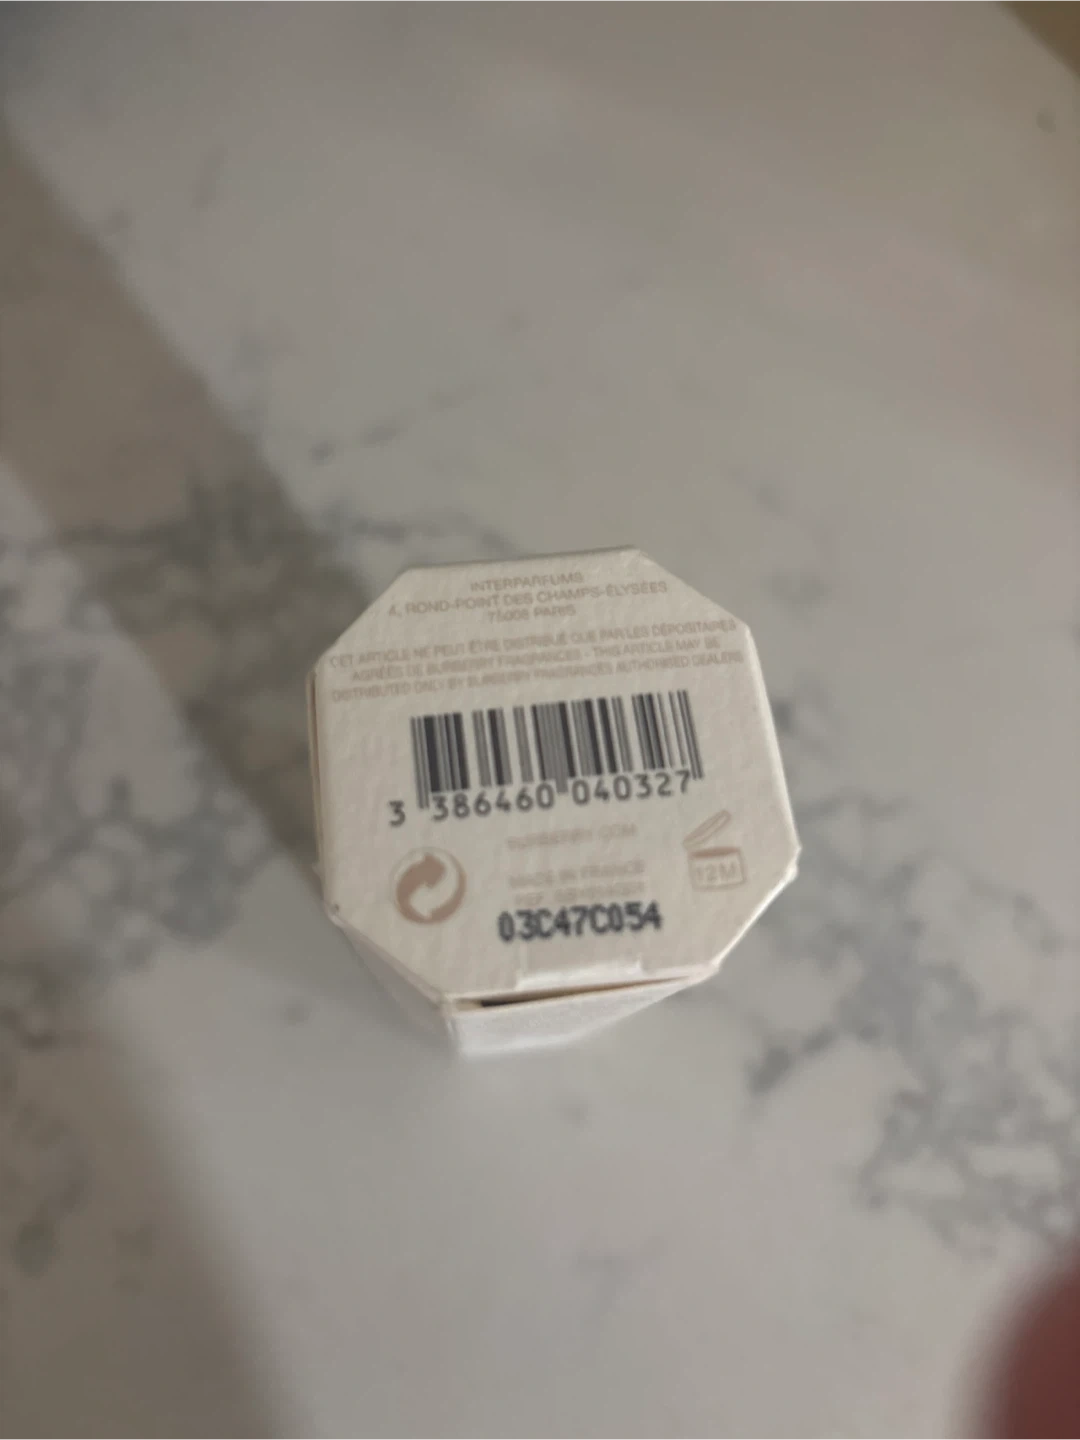 INTERPARFUMS
4, ROND-POINT DES CHAMPS-ÉLYSÉES
75008 PARIS
CET ARTICLE NE PEUT ÊTRE DISTRIBUÉ QUE PAR LES DÉPOSITAIRES
AGRÉÉS DE BURBERRY FRAGRANCES - THIS ARTICLE MAY BE
DISTRIBUTED ONLY BY BURBERRY FRAGRANCES AUTHORISED DEALERS
3 386460 040327
BURBERRY.COM
MADE IN FRANCE
REF.
12M
03C47C054